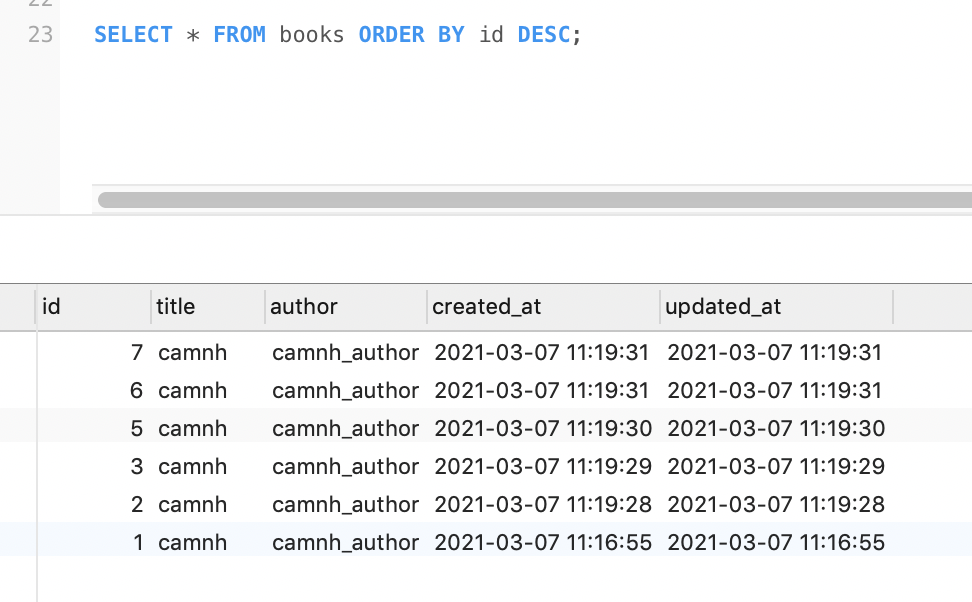 22
23 SELECT * FROM books ORDER BY id DESC;
id title author created_at updated_at
7 camnh camnh_author 2021-03-07 11:19:31 2021-03-07 11:19:31
6 camnh camnh_author 2021-03-07 11:19:31 2021-03-07 11:19:31
5 camnh camnh_author 2021-03-07 11:19:30 2021-03-07 11:19:30
3 camnh camnh_author 2021-03-07 11:19:29 2021-03-07 11:19:29
2 camnh camnh_author 2021-03-07 11:19:28 2021-03-07 11:19:28
1 camnh camnh_author 2021-03-07 11:16:55 2021-03-07 11:16:55